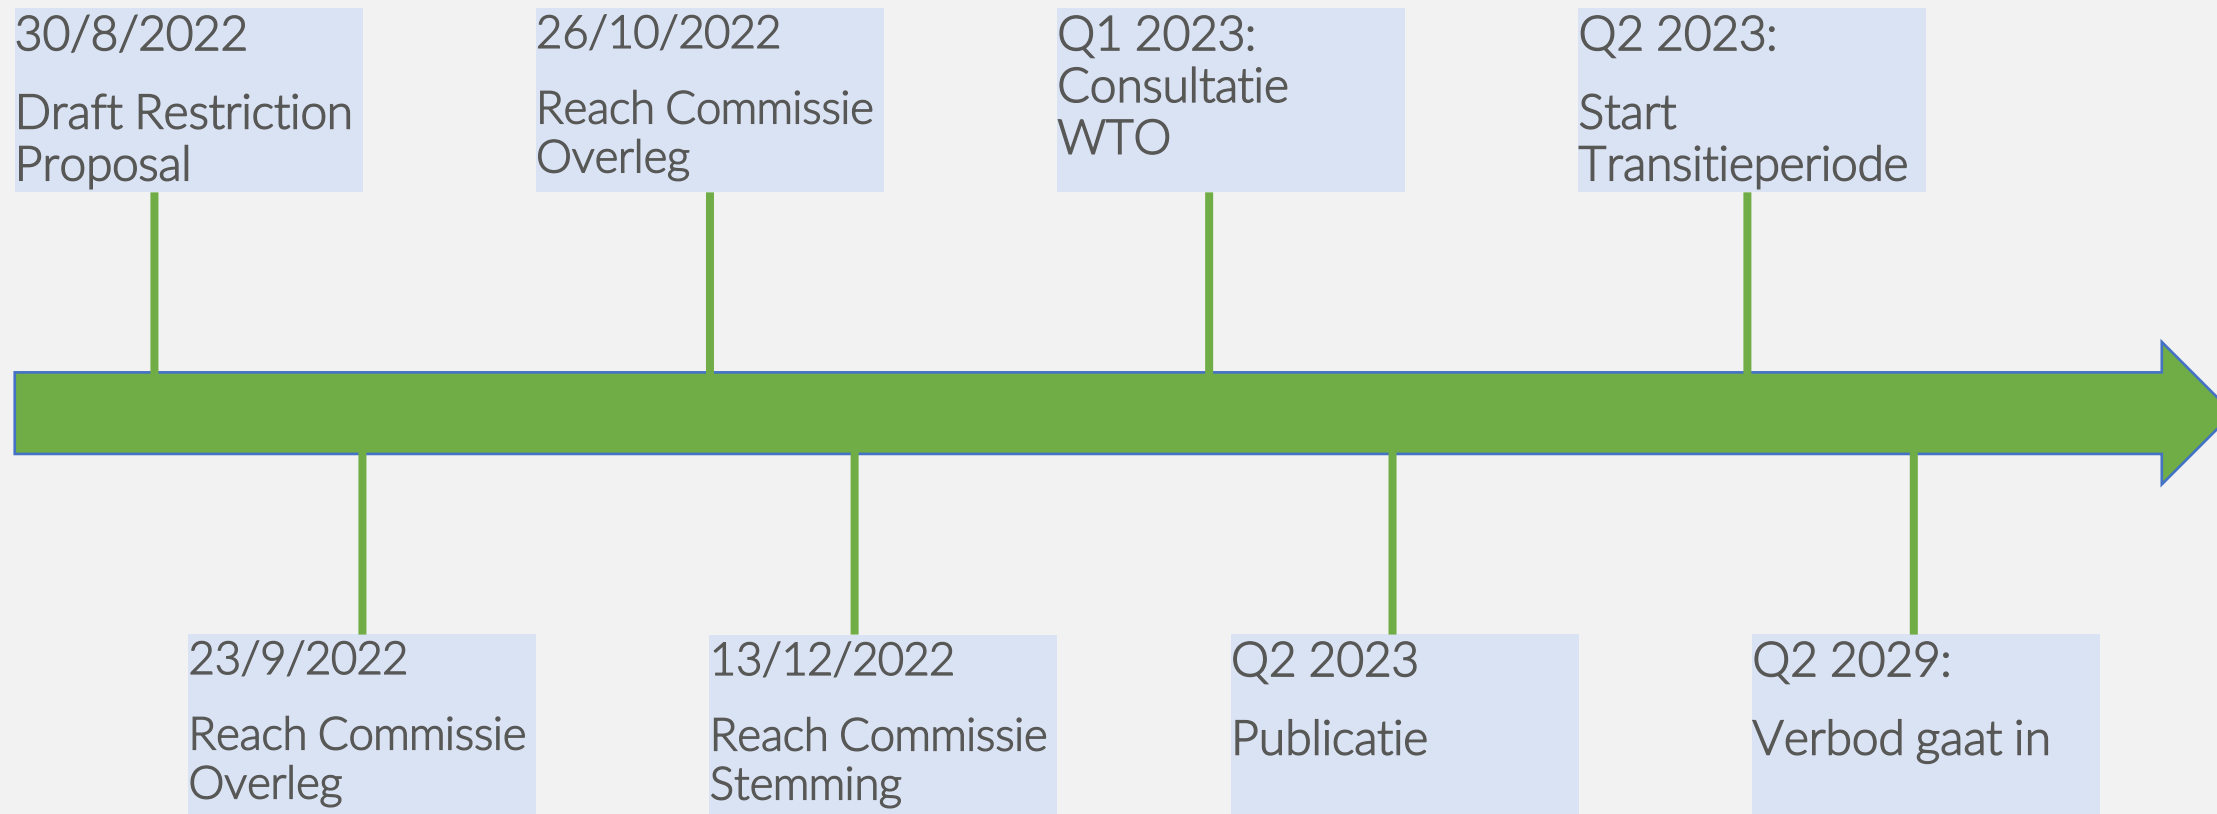 30/8/2022
Draft Restriction
Proposal
26/10/2022
Reach Commissie
Overleg
Q1 2023:
Consultatie
WTO
Q2 2023:
Start
Transitieperiode
23/9/2022
Reach Commissie
Overleg
13/12/2022
Reach Commissie
Stemming
Q2 2023
Publicatie
Q2 2029:
Verbod gaat in